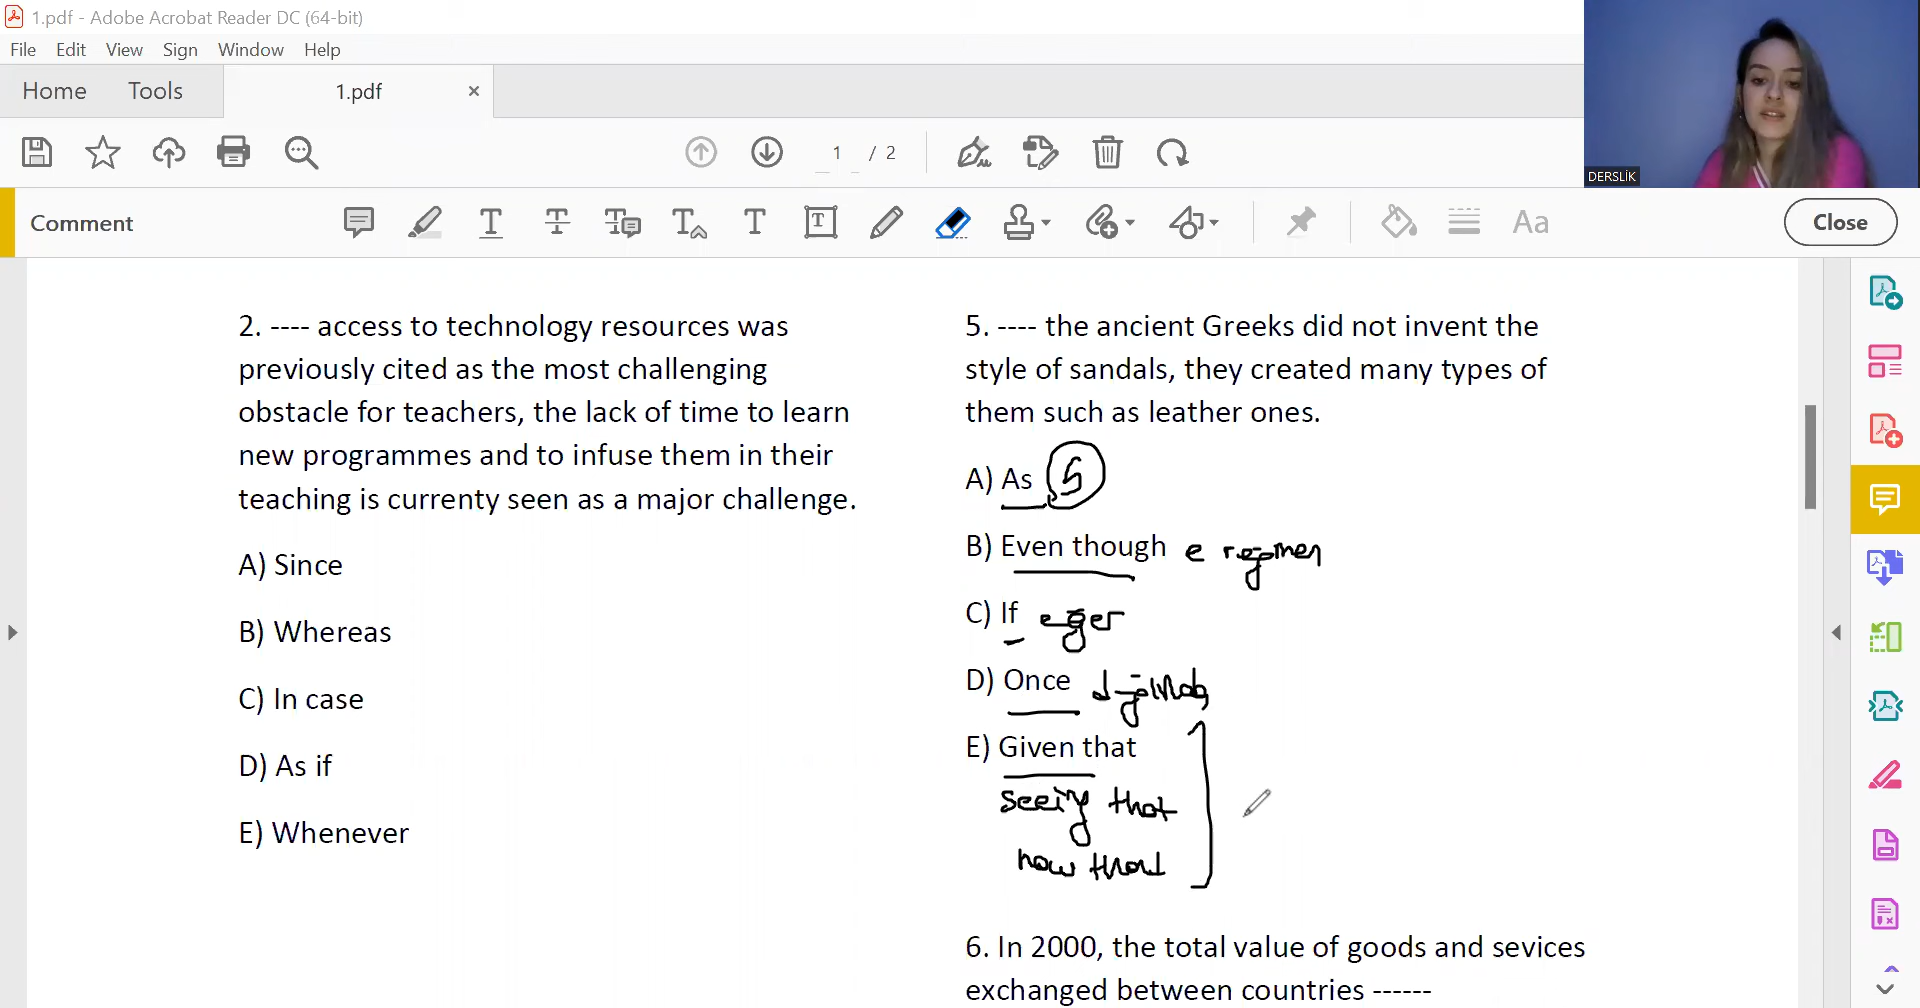 1.pdf - Adobe Acrobat Reader DC (64-bit)
File Edit View Sign Window Help
Home Tools 1.pdf ×
1 / 2
DERSLİK
Comment
T T T T T T Aa
Close
2. ---- access to technology resources was
previously cited as the most challenging
obstacle for teachers, the lack of time to learn
new programmes and to infuse them in their
teaching is currenty seen as a major challenge.
A) Since
B) Whereas
C) In case
D) As if
E) Whenever
5. ---- the ancient Greeks did not invent the
style of sandals, they created many types of
them such as leather ones.
A) As 5
B) Even though e rağmen
C) If eğer
D) Once
E) Given that
seeing that
now that
6. In 2000, the total value of goods and sevices
exchanged between countries ------